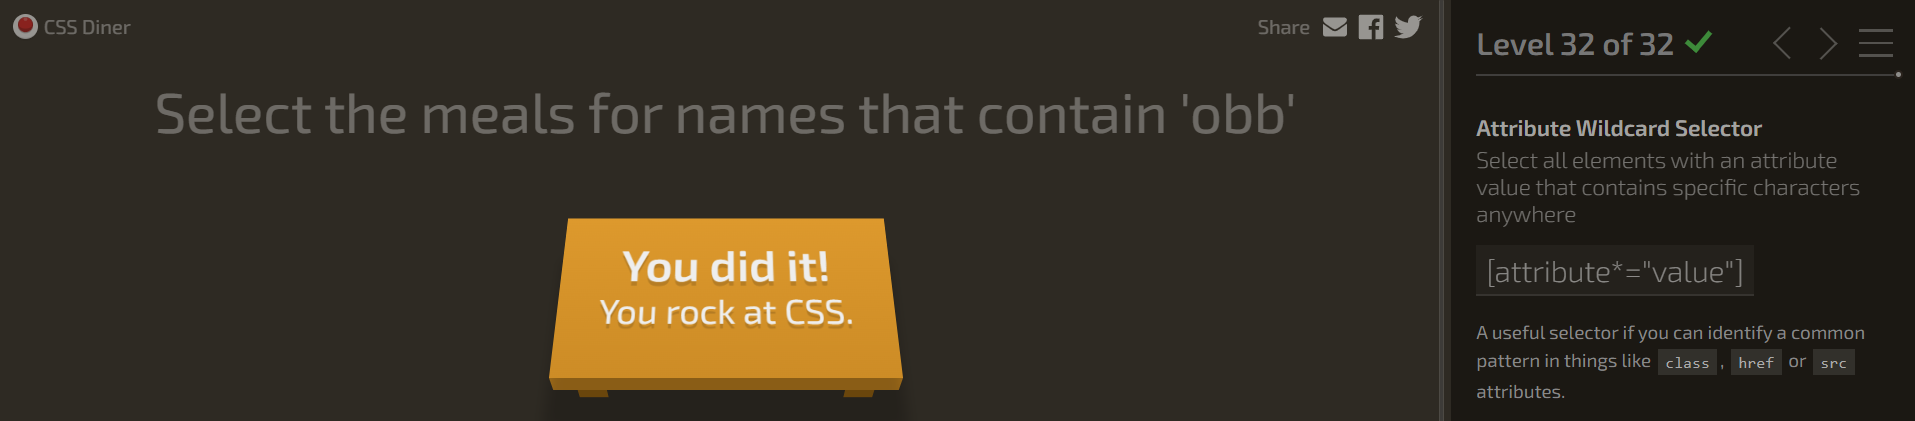 CSS Diner
Share
Select the meals for names that contain 'obb'
You did it!
You rock at CSS.
Level 32 of 32
Attribute Wildcard Selector
Select all elements with an attribute
value that contains specific characters
anywhere
[attribute*="value"]
A useful selector if you can identify a common
pattern in things like class, href or src
attributes.